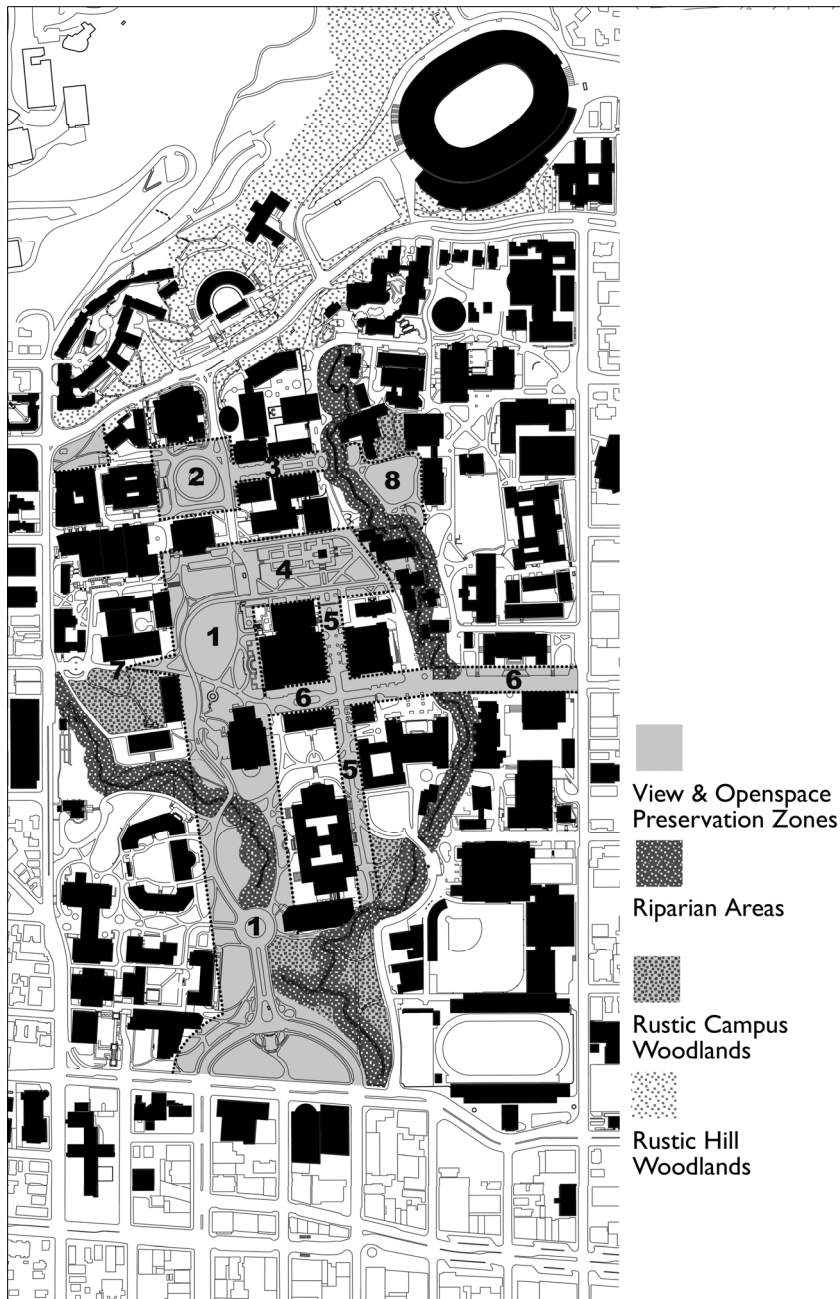 2
3
8
4
5
1
7
6
6
5
1
View & Openspace
Preservation Zones
Riparian Areas
Rustic Campus
Woodlands
Rustic Hill
Woodlands